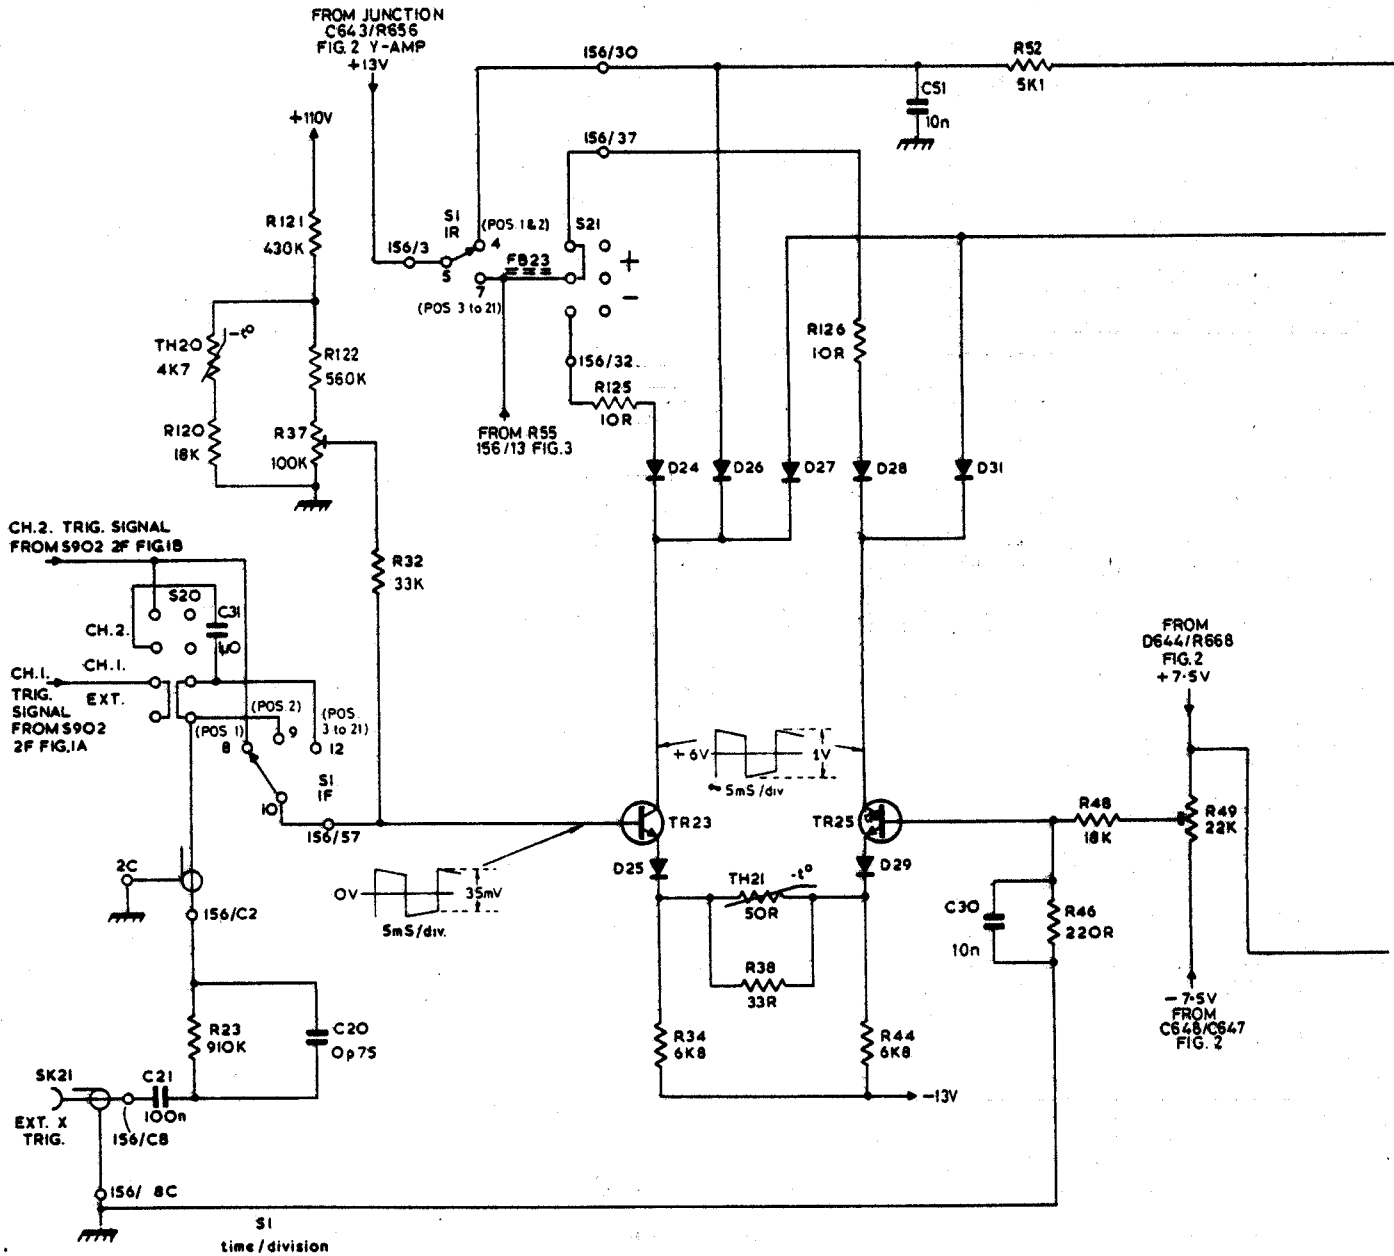 FROM JUNCTION
C643/R656
FIG.2 Y-AMP
+13V
156/30
R52
5K1
C51
10n
+110V
156/37
R121
430K
S1
1R
(POS. 1&2)
4
S21
156/3
5
FB23
+
7
−
(POS 3 to 21)
TH20
-t°
4K7
R122
560K
R126
10R
156/32
R125
10R
R120
18K
R37
100K
FROM R55
156/13 FIG.3
D24
D26
D27
D28
D31
CH.2. TRIG. SIGNAL
FROM S902 2F FIG.1B
R32
33K
S20
C31
1µ0
CH.2.
CH.1.
CH.1.
TRIG.
SIGNAL
FROM S902
2F FIG.1A
EXT.
(POS 1)
8
(POS.2)
9
(POS.
3 to 21)
12
S1
1F
10
156/57
FROM
D644/R668
FIG.2
+7·5V
+6V
1V
5mS/div
TR23
TR25
R48
18K
R49
22K
D25
D29
2C
TH21
-t°
50R
0V
35mV
5mS/div.
156/C2
C30
10n
R46
220R
R38
33R
R23
910K
C20
0p75
R34
6K8
R44
6K8
−7·5V
FROM
C648/C647
FIG.2
−13V
SK21
C21
100n
EXT. X
TRIG.
156/C8
156/ 8C
S1
time/division